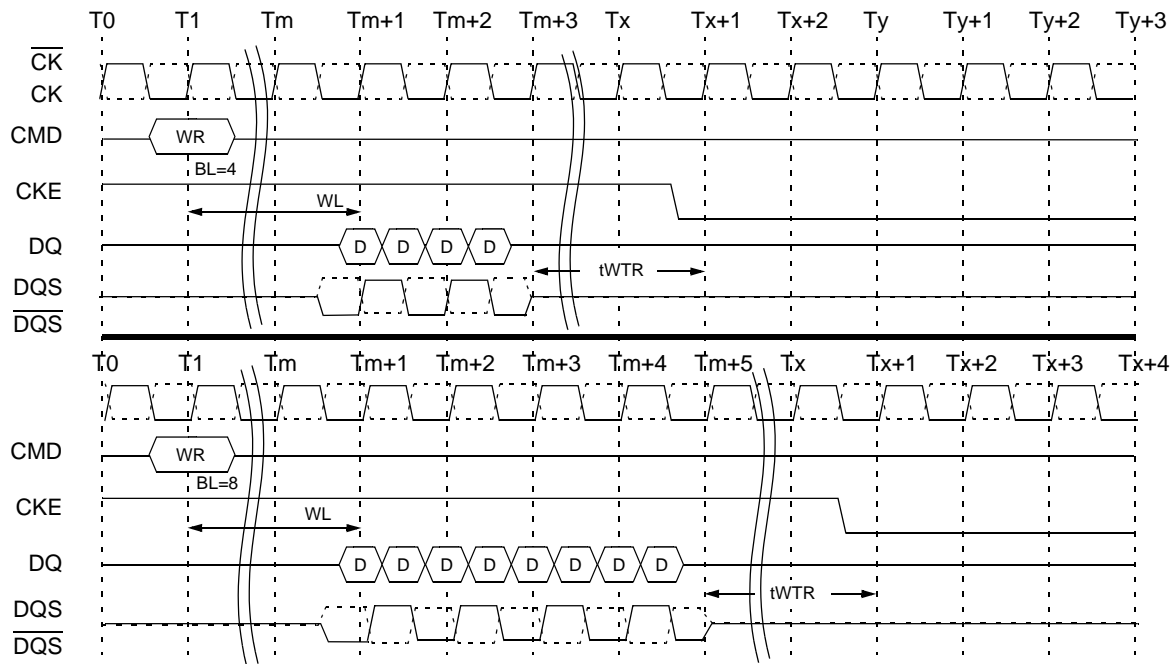 T0 T1 Tm Tm+1 Tm+2 Tm+3 Tx Tx+1 Tx+2 Ty Ty+1 Ty+2 Ty+3
CK
CK
CMD WR
BL=4
CKE
WL
DQ D D D D
tWTR
DQS
DQS
T0 T1 Tm Tm+1 Tm+2 Tm+3 Tm+4 Tm+5 Tx Tx+1 Tx+2 Tx+3 Tx+4
CMD WR
BL=8
CKE
WL
DQ D D D D D D D D
tWTR
DQS
DQS